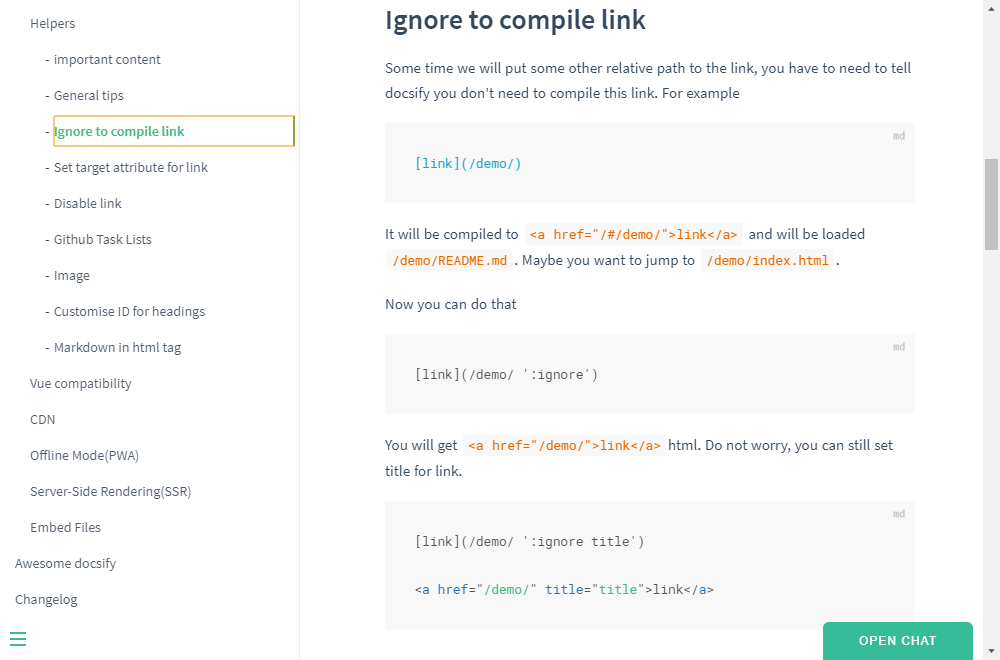 Helpers
- important content
- General tips
- Ignore to compile link
- Set target attribute for link
- Disable link
- Github Task Lists
- Image
- Customise ID for headings
- Markdown in html tag
Vue compatibility
CDN
Offline Mode(PWA)
Server-Side Rendering(SSR)
Embed Files
Awesome docsify
Changelog
Ignore to compile link
Some time we will put some other relative path to the link, you have to need to tell
docsify you don't need to compile this link. For example
md
[link](/demo/)
It will be compiled to <a href="/#/demo/">link</a> and will be loaded
/demo/README.md . Maybe you want to jump to /demo/index.html .
Now you can do that
md
[link](/demo/ ':ignore')
You will get <a href="/demo/">link</a> html. Do not worry, you can still set
title for link.
md
[link](/demo/ ':ignore title')
<a href="/demo/" title="title">link</a>
OPEN CHAT